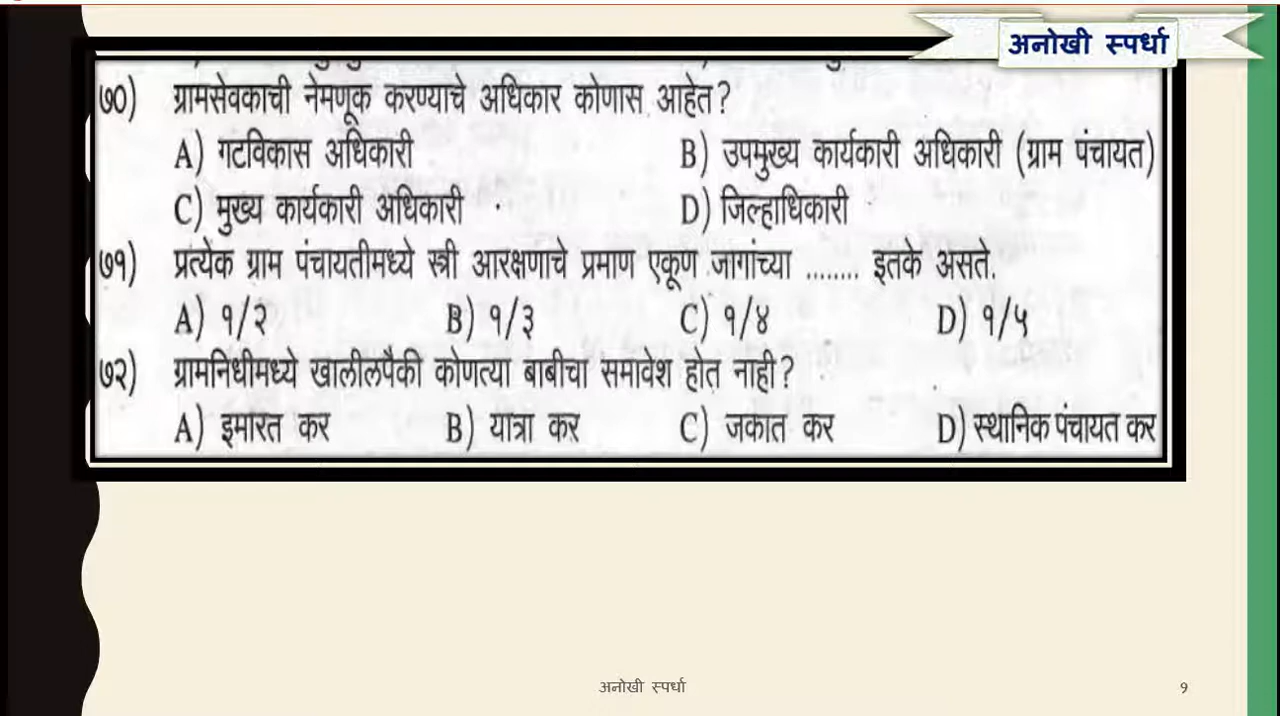 अनोखी स्पर्धा
७०) ग्रामसेवकाची नेमणूक करण्याचे अधिकार कोणास आहेत?
A) गटविकास अधिकारी B) उपमुख्य कार्यकारी अधिकारी (ग्राम पंचायत)
C) मुख्य कार्यकारी अधिकारी D) जिल्हाधिकारी
७१) प्रत्येक ग्राम पंचायतीमध्ये स्त्री आरक्षणाचे प्रमाण एकूण जागांच्या ........ इतके असते.
A) १/२ B) १/३ C) १/४ D) १/५
७२) ग्रामनिधीमध्ये खालीलपैकी कोणत्या बाबीचा समावेश होत नाही?
A) इमारत कर B) यात्रा कर C) जकात कर D) स्थानिक पंचायत कर
अनोखी स्पर्धा 9